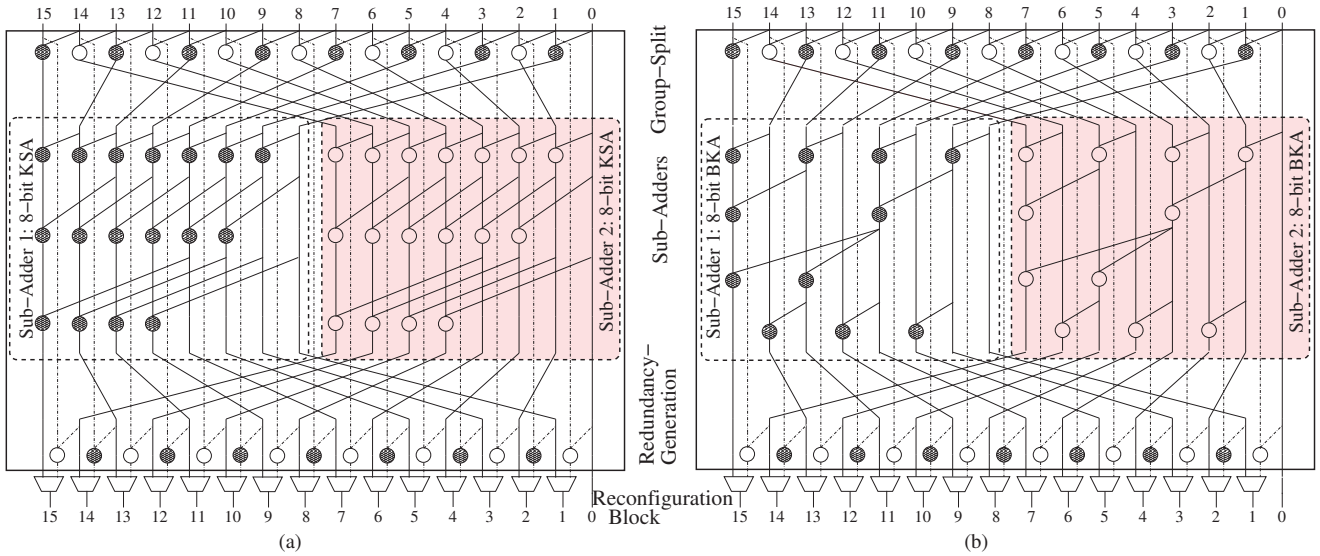 15 14 13 12 11 10 9 8 7 6 5 4 3 2 1 0
15 14 13 12 11 10 9 8 7 6 5 4 3 2 1 0
Group-Split
Sub-Adders
Redundancy-
Generation
Sub-Adder 1: 8-bit KSA
Sub-Adder 2: 8-bit KSA
Sub-Adder 1: 8-bit BKA
Sub-Adder 2: 8-bit BKA
Reconfiguration
Block
15 14 13 12 11 10 9 8 7 6 5 4 3 2 1 0
15 14 13 12 11 10 9 8 7 6 5 4 3 2 1 0
(a)
(b)